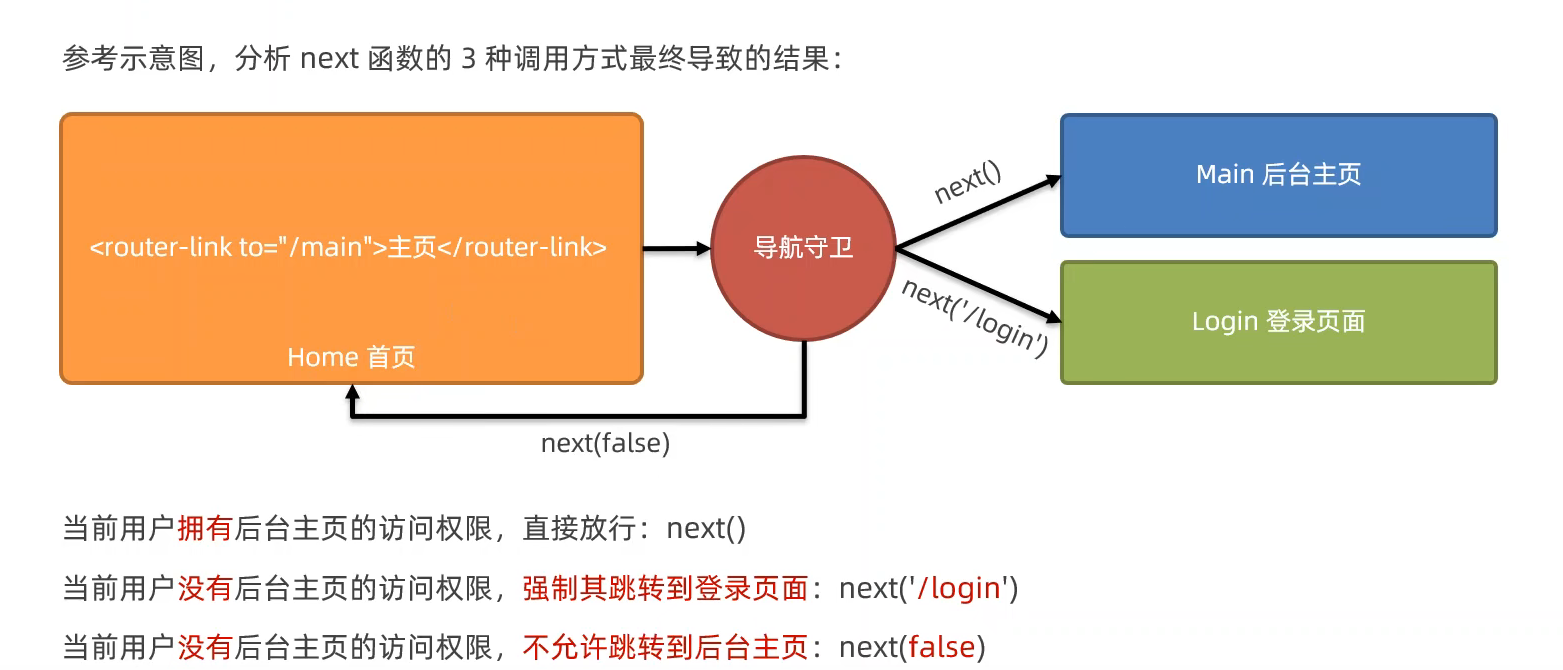 参考示意图，分析 next 函数的 3 种调用方式最终导致的结果：
<router-link to="/main">主页</router-link>
Home 首页
导航守卫
next()
next('/login')
Main 后台主页
Login 登录页面
next(false)
当前用户拥有后台主页的访问权限，直接放行：next()
当前用户没有后台主页的访问权限，强制其跳转到登录页面：next('/login')
当前用户没有后台主页的访问权限，不允许跳转到后台主页：next(false)